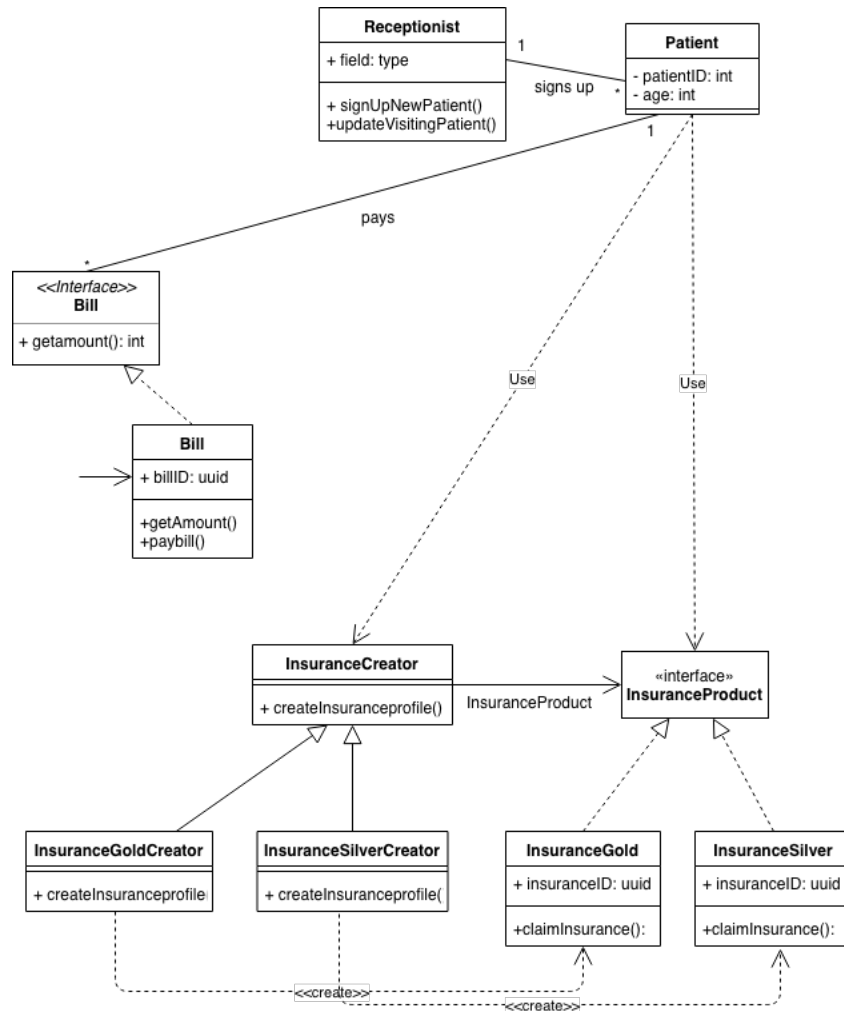 Receptionist
+ field: type
+ signUpNewPatient()
+updateVisitingPatient()
1
signs up
*
Patient
- patientID: int
- age: int
1
pays
*
<<Interface>>
Bill
+ getamount(): int
Use
Use
Bill
+ billID: uuid
+getAmount()
+paybill()
InsuranceCreator
+ createInsuranceprofile()
InsuranceProduct
«interface»
InsuranceProduct
InsuranceGoldCreator
+ createInsuranceprofile(
InsuranceSilverCreator
+ createInsuranceprofile(
InsuranceGold
+ insuranceID: uuid
+claimInsurance():
InsuranceSilver
+ insuranceID: uuid
+claimInsurance():
<<create>>
<<create>>